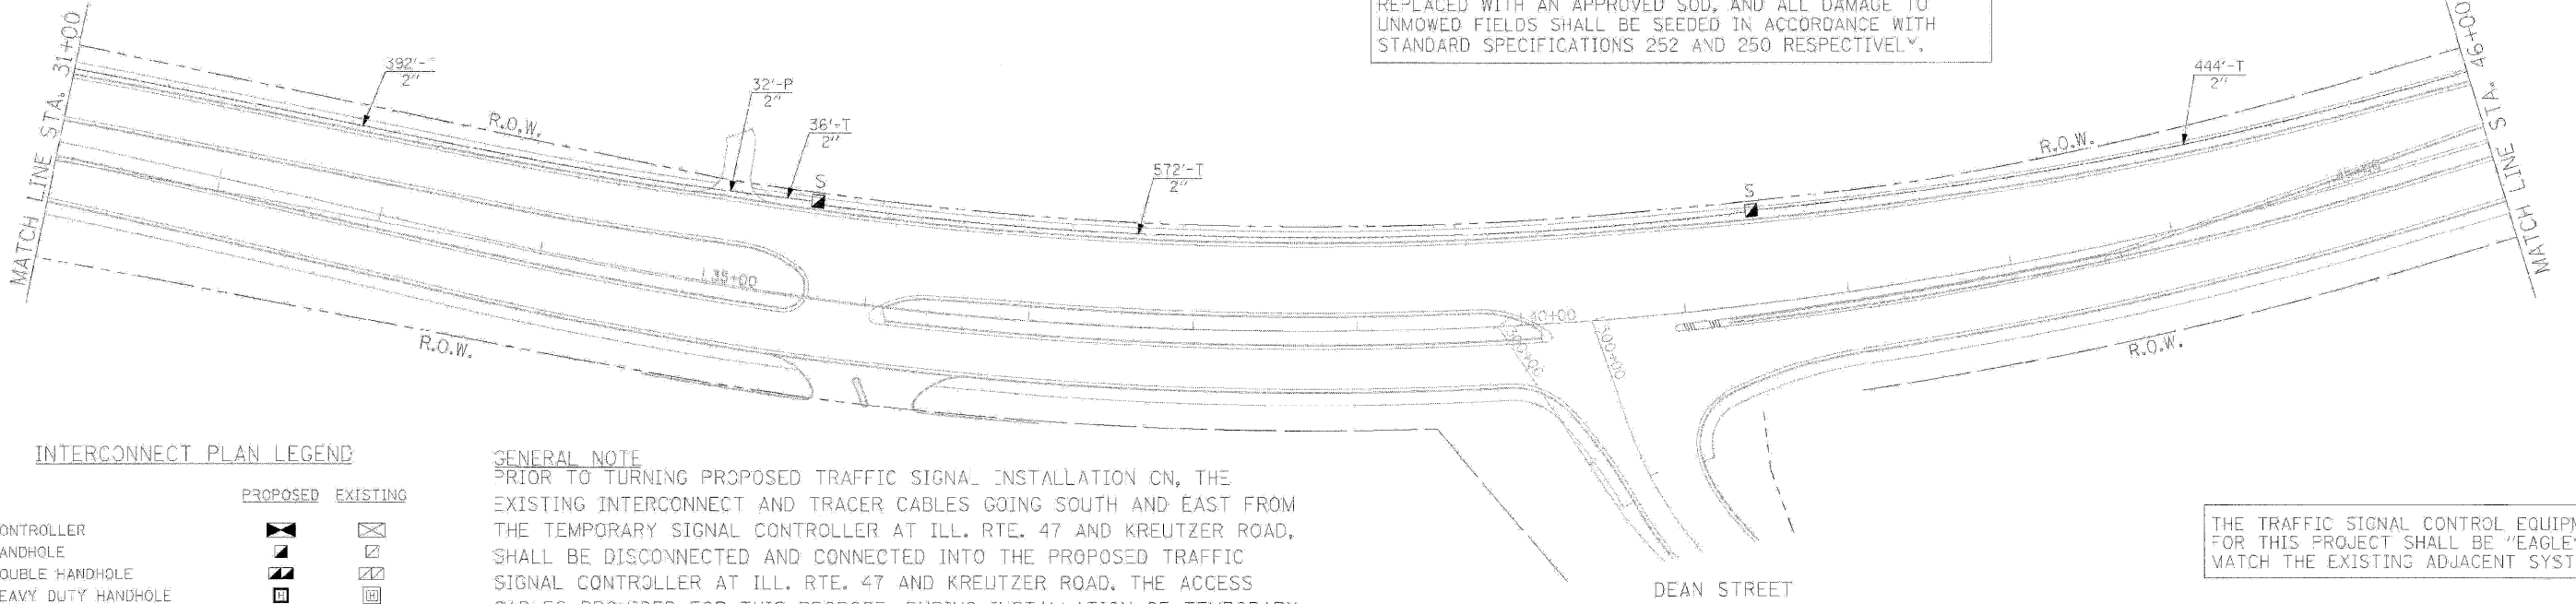 REPLACED WITH AN APPROVED SOD, AND ALL DAMAGE TO
UNMOWED FIELDS SHALL BE SEEDED IN ACCORDANCE WITH
STANDARD SPECIFICATIONS 252 AND 250 RESPECTIVELY.
MATCH LINE STA. 31+00
392'-T
2"
R.O.W.
32'-P
2"
36'-T
2"
S
572'-T
2"
S
R.O.W.
444'-T
2"
MATCH LINE STA. 46+00
R.O.W.
40+00
100+00
R.O.W.
DEAN STREET
INTERCONNECT PLAN LEGEND
PROPOSED EXISTING
ONTROLLER
ANDHOLE
OUBLE HANDHOLE
EAVY DUTY HANDHOLE
H H
GENERAL NOTE
PRIOR TO TURNING PROPOSED TRAFFIC SIGNAL INSTALLATION ON, THE
EXISTING INTERCONNECT AND TRACER CABLES GOING SOUTH AND EAST FROM
THE TEMPORARY SIGNAL CONTROLLER AT ILL. RTE. 47 AND KREUTZER ROAD,
SHALL BE DISCONNECTED AND CONNECTED INTO THE PROPOSED TRAFFIC
SIGNAL CONTROLLER AT ILL. RTE. 47 AND KREUTZER ROAD. THE ACCESS
THE TRAFFIC SIGNAL CONTROL EQUIPM
FOR THIS PROJECT SHALL BE "EAGLE"
MATCH THE EXISTING ADJACENT SYST